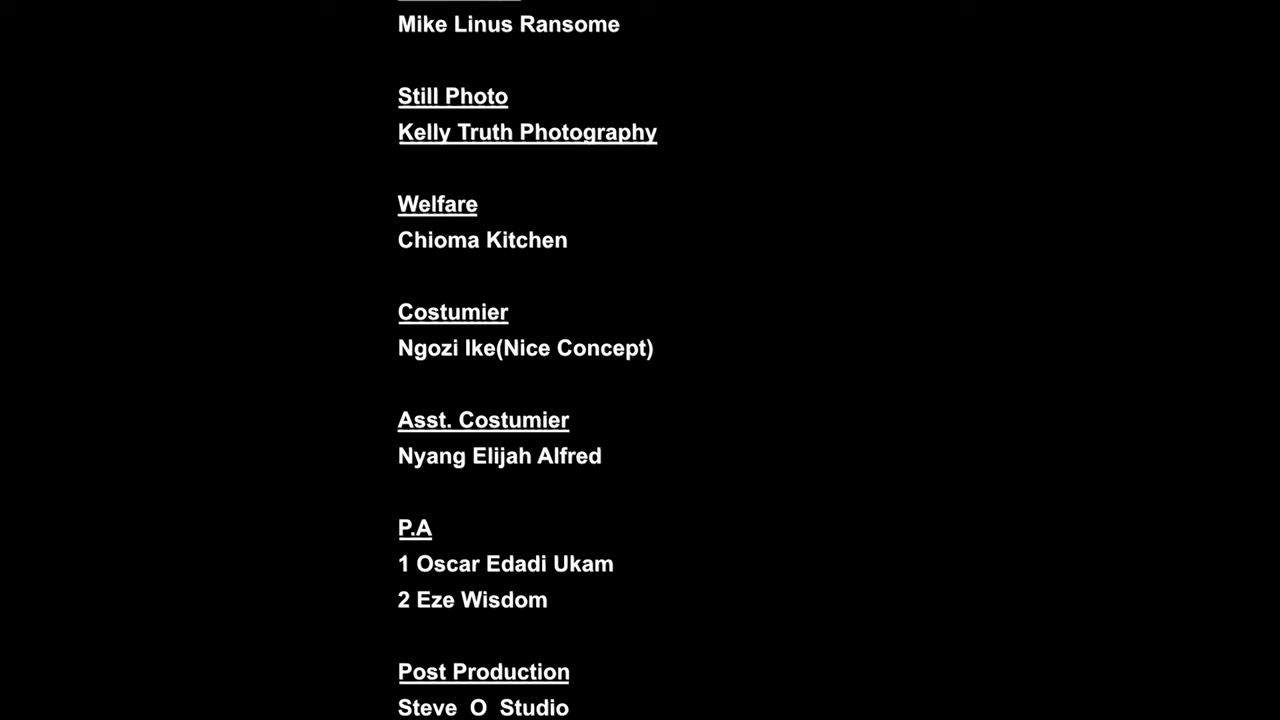 Mike Linus Ransome
Still Photo
Kelly Truth Photography
Welfare
Chioma Kitchen
Costumier
Ngozi Ike(Nice Concept)
Asst. Costumier
Nyang Elijah Alfred
P.A
1 Oscar Edadi Ukam
2 Eze Wisdom
Post Production
Steve O Studio